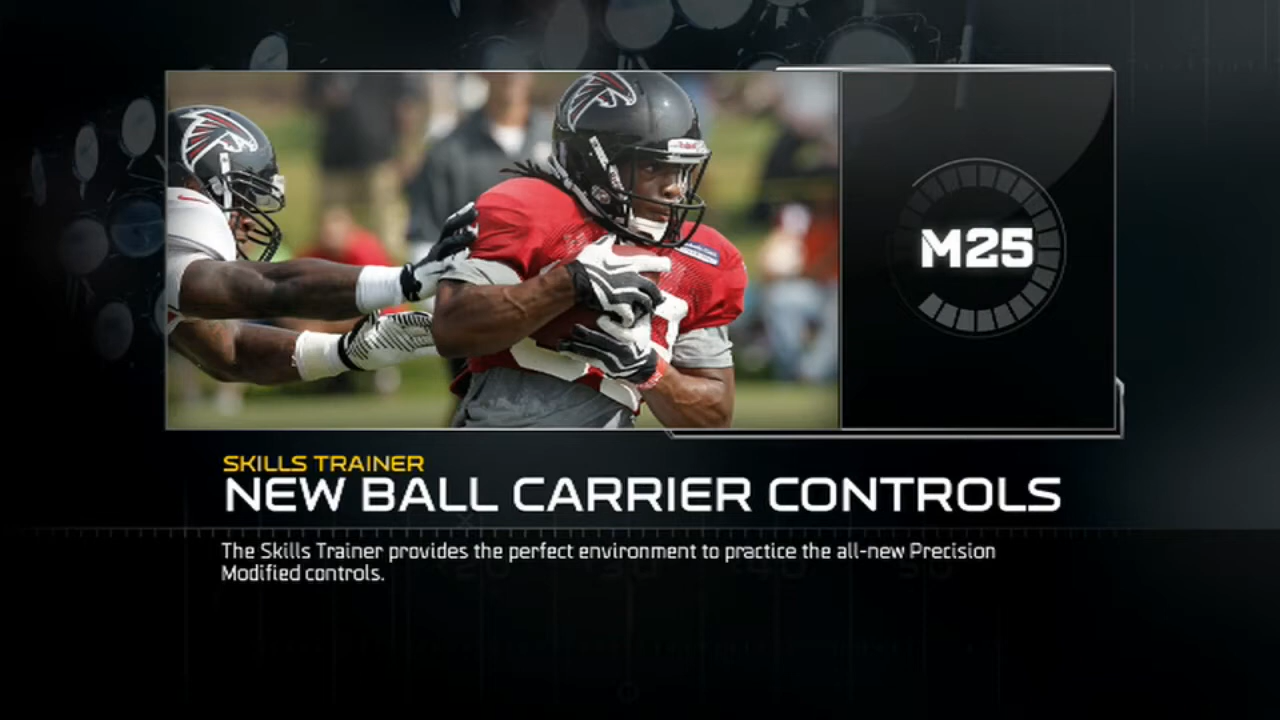 M25
SKILLS TRAINER
NEW BALL CARRIER CONTROLS
The Skills Trainer provides the perfect environment to practice the all-new Precision
Modified controls.